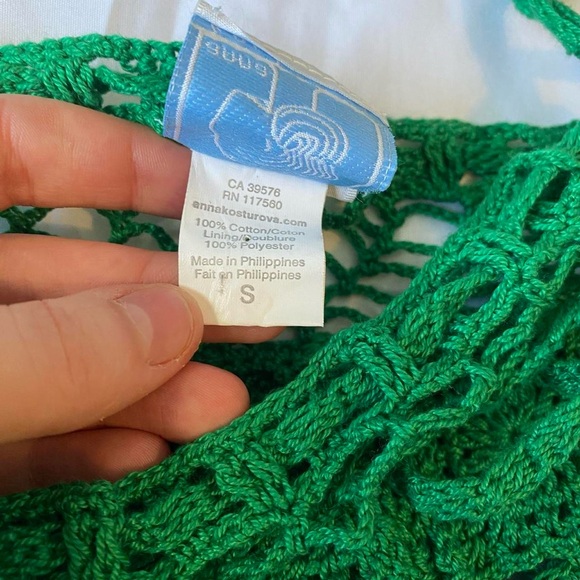 CA 39576
RN 117560
annakosturova.com
100% Cotton/Coton
Lining/Doublure
100% Polyester
Made in Philippines
Fait en Philippines
S